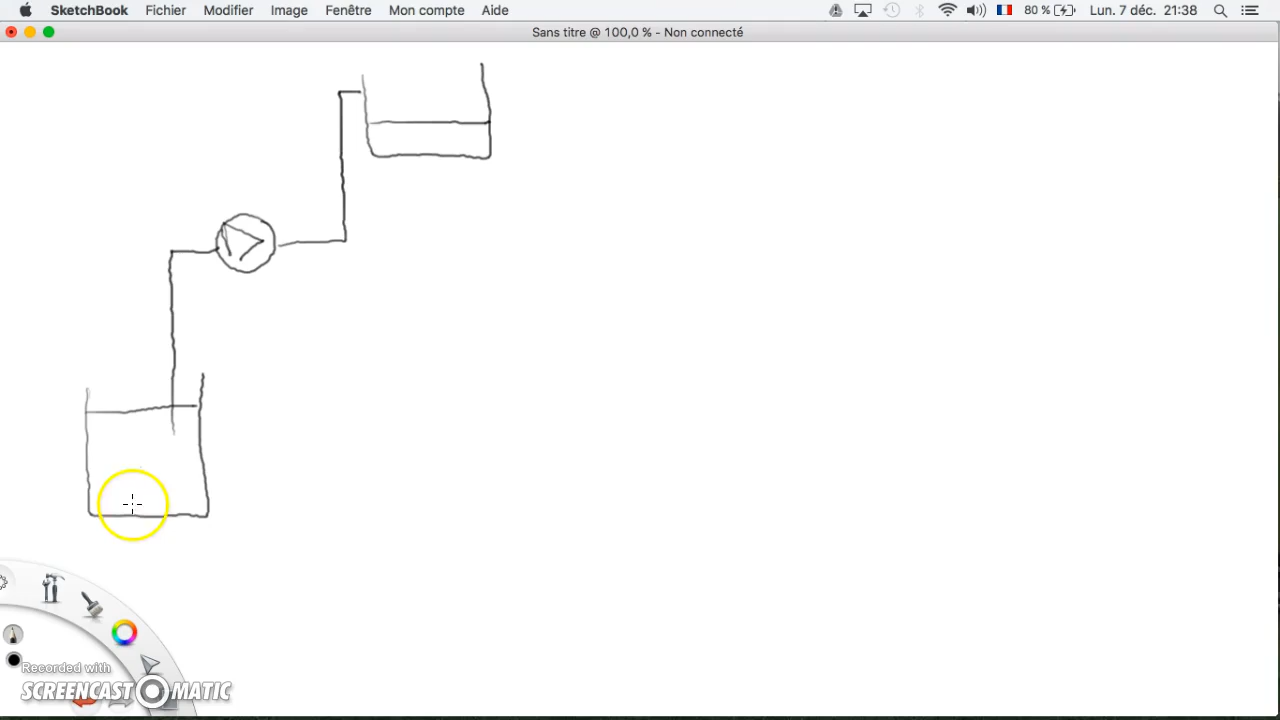 SketchBook Fichier Modifier Image Fenêtre Mon compte Aide 80 % Lun. 7 déc. 21:38
Sans titre @ 100,0 % - Non connecté
Recorded with
SCREENCAST MATIC